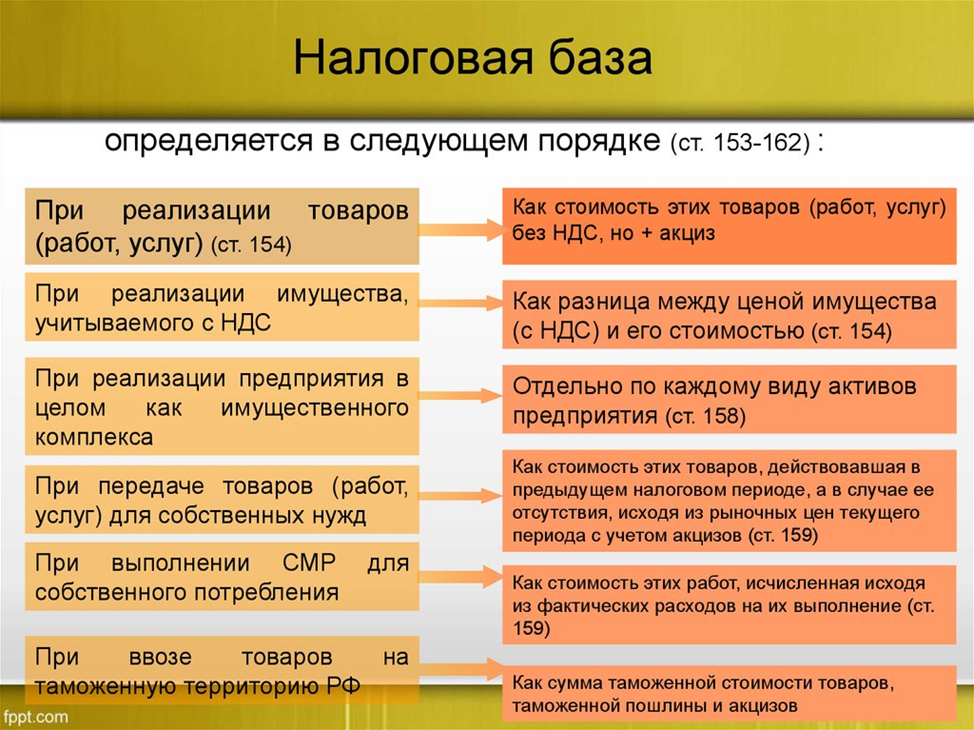 Налоговая база
определяется в следующем порядке (ст. 153-162) :
При реализации товаров
(работ, услуг) (ст. 154)
Как стоимость этих товаров (работ, услуг)
без НДС, но + акциз
При реализации имущества,
учитываемого с НДС
Как разница между ценой имущества
(с НДС) и его стоимостью (ст. 154)
При реализации предприятия в
целом как имущественного
комплекса
Отдельно по каждому виду активов
предприятия (ст. 158)
При передаче товаров (работ,
услуг) для собственных нужд
Как стоимость этих товаров, действовавшая в
предыдущем налоговом периоде, а в случае ее
отсутствия, исходя из рыночных цен текущего
периода с учетом акцизов (ст. 159)
При выполнении СМР для
собственного потребления
Как стоимость этих работ, исчисленная исходя
из фактических расходов на их выполнение (ст.
159)
При ввозе товаров на
таможенную территорию РФ
Как сумма таможенной стоимости товаров,
таможенной пошлины и акцизов
fppt.com